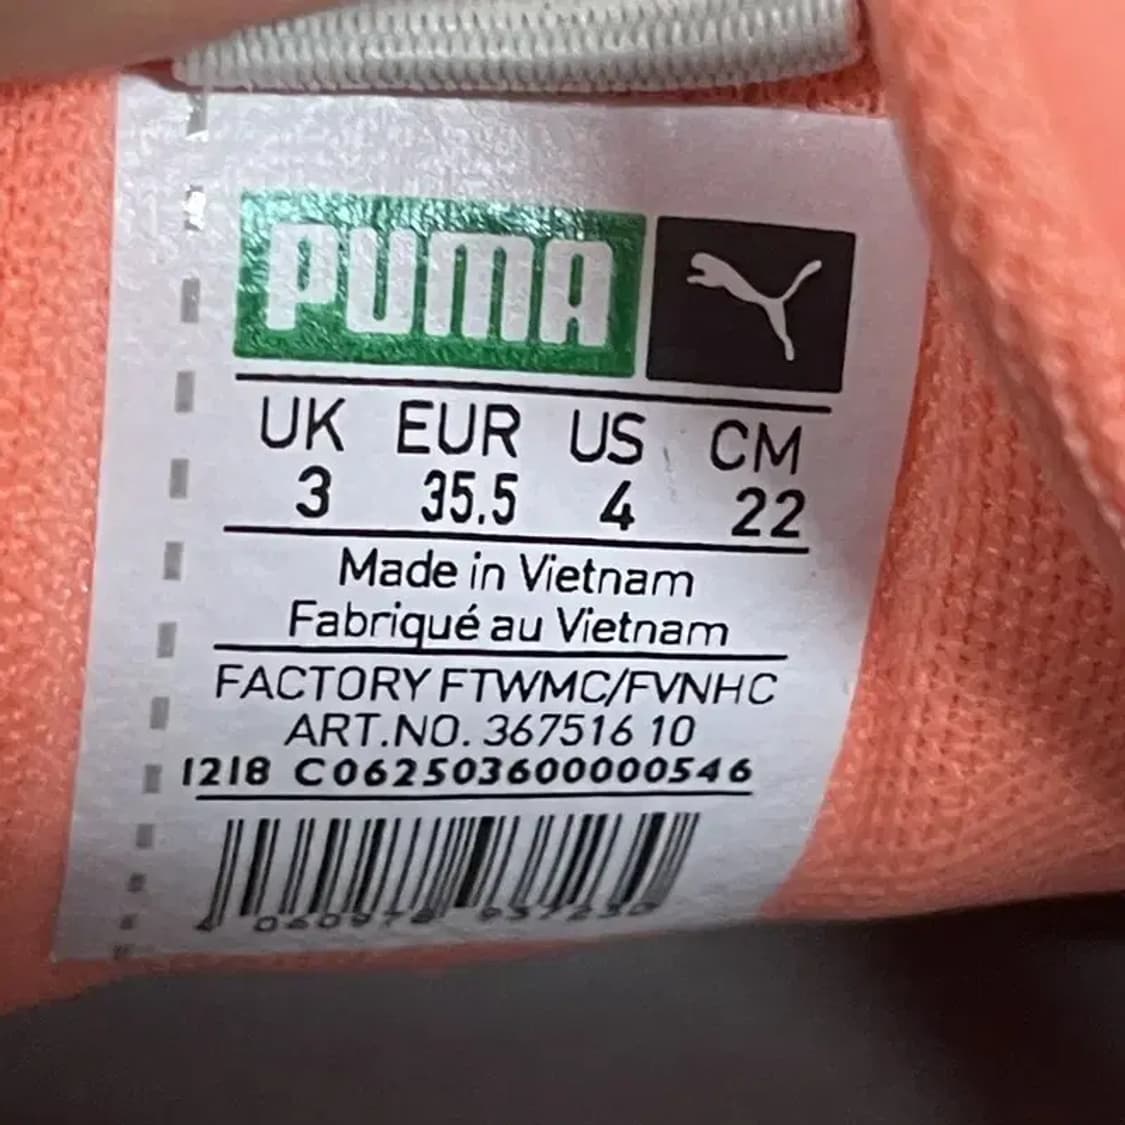 PUMA
UK EUR US CM
3 35.5 4 22
Made in Vietnam
Fabriqué au Vietnam
FACTORY FTWMC/FVNHC
ART.NO. 367516 10
1218 C062503600000546